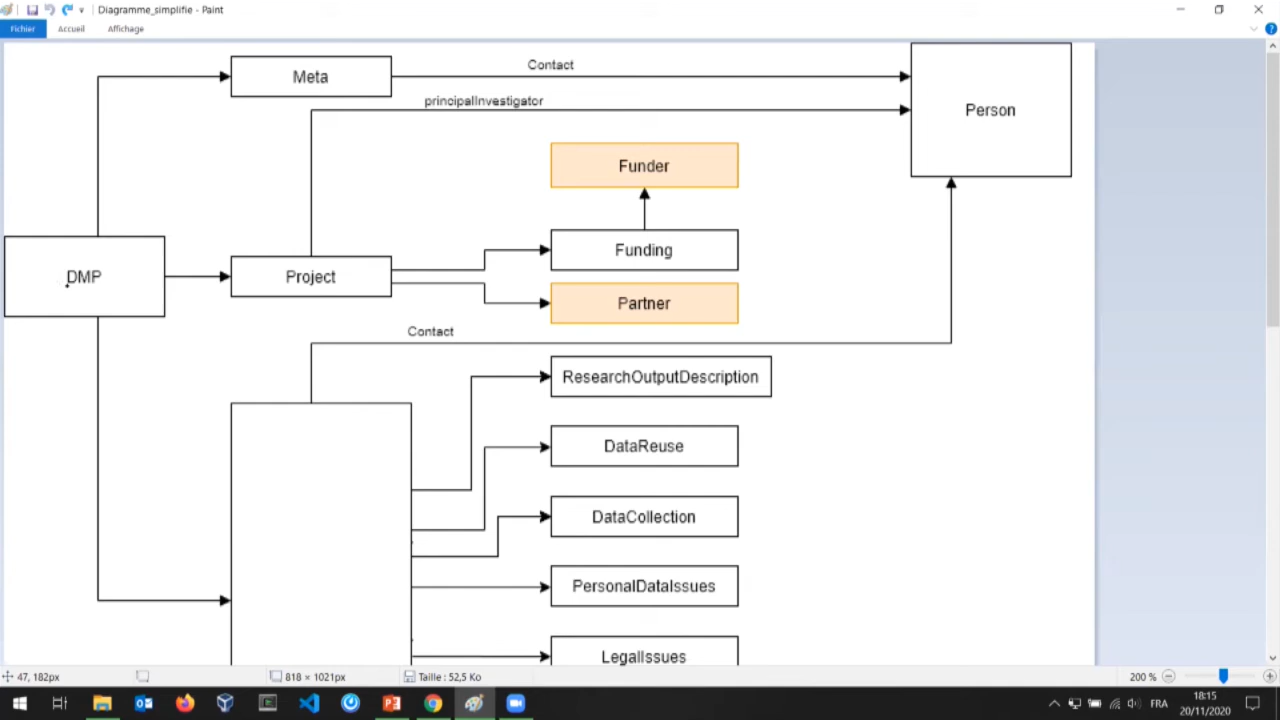 Diagramme_simplifie - Paint
Fichier
Accueil
Affichage
Meta
Contact
Person
principalInvestigator
Funder
Funding
DMP
Project
Partner
Contact
ResearchOutputDescription
DataReuse
DataCollection
PersonalDataIssues
LegalIssues
47, 182px
818 × 1021px
Taille : 52,5 Ko
200 %
FRA
18:15
20/11/2020